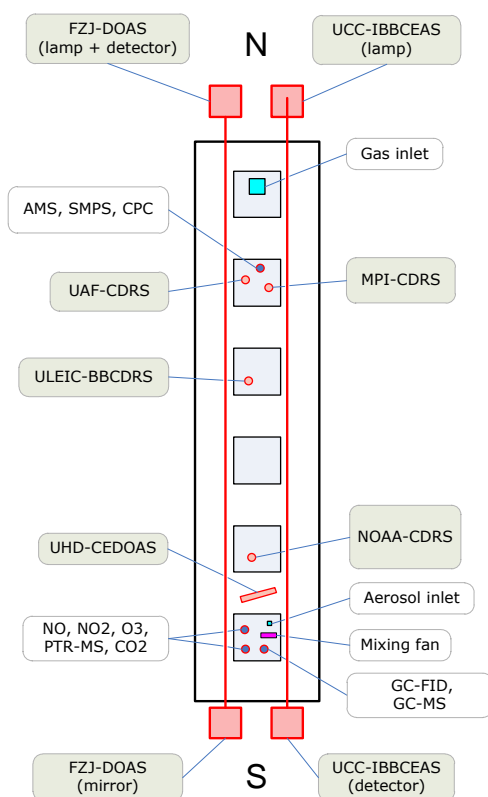 FZJ-DOAS
(lamp + detector)
N
UCC-IBBCEAS
(lamp)
Gas inlet
AMS, SMPS, CPC
UAF-CDRS
MPI-CDRS
ULEIC-BBCDRS
UHD-CEDOAS
NOAA-CDRS
Aerosol inlet
NO, NO2, O3,
PTR-MS, CO2
Mixing fan
GC-FID,
GC-MS
FZJ-DOAS
(mirror)
S
UCC-IBBCEAS
(detector)